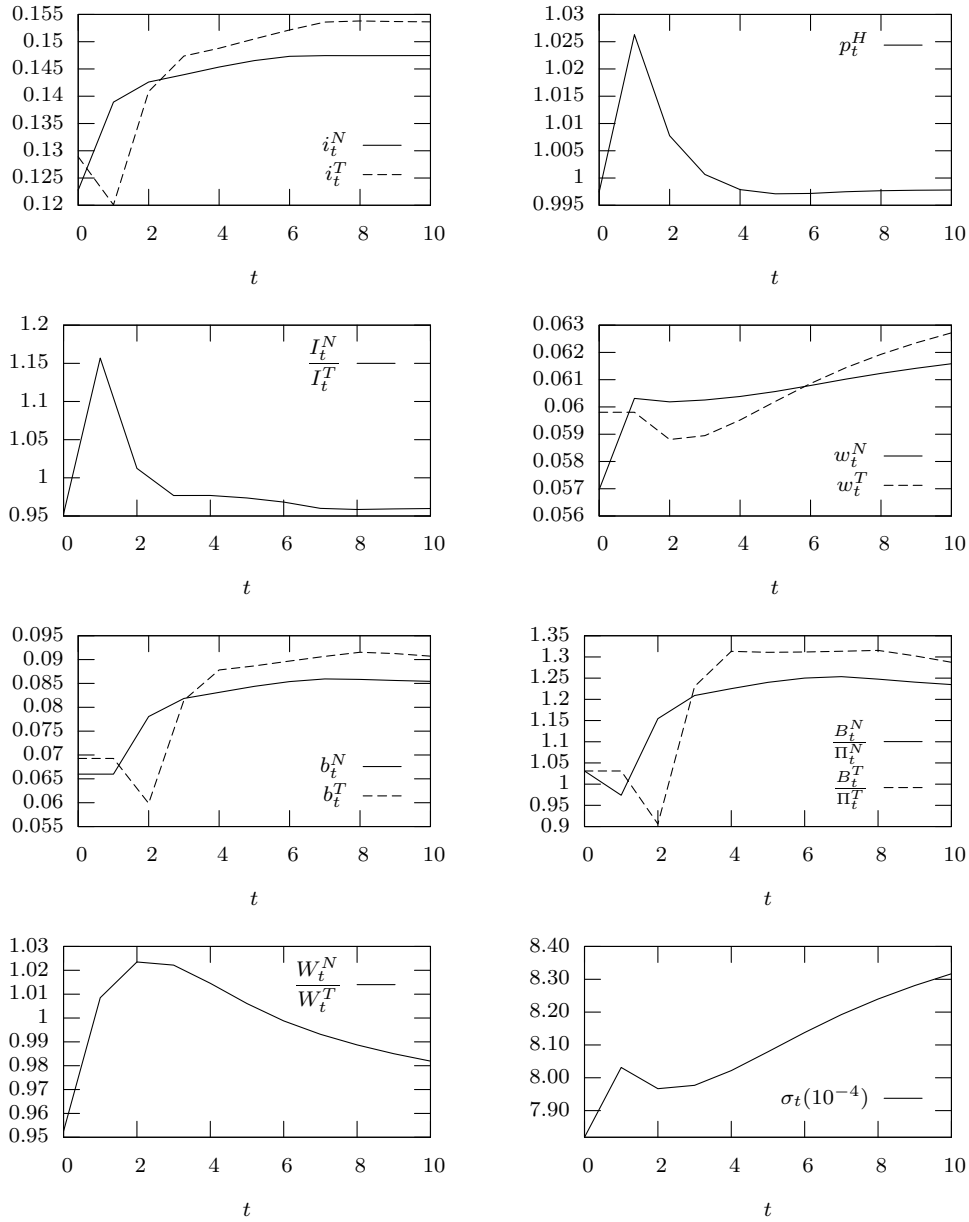 0.155
0.15
0.145
0.14
0.135
0.13
0.125
0.12
0 2 4 6 8 10
t
i_t^N
i_t^T
1.03
1.025
1.02
1.015
1.01
1.005
1
0.995
0 2 4 6 8 10
t
p_t^H
1.2
1.15
1.1
1.05
1
0.95
0 2 4 6 8 10
t
I_t^N
I_t^T
0.063
0.062
0.061
0.06
0.059
0.058
0.057
0.056
0 2 4 6 8 10
t
w_t^N
w_t^T
0.095
0.09
0.085
0.08
0.075
0.07
0.065
0.06
0.055
0 2 4 6 8 10
t
b_t^N
b_t^T
1.35
1.3
1.25
1.2
1.15
1.1
1.05
1
0.95
0.9
0 2 4 6 8 10
t
B_t^N
Π_t^N
B_t^T
Π_t^T
1.03
1.02
1.01
1
0.99
0.98
0.97
0.96
0.95
0 2 4 6 8 10
t
W_t^N
W_t^T
8.40
8.30
8.20
8.10
8.00
7.90
0 2 4 6 8 10
t
σ_t(10^{-4})